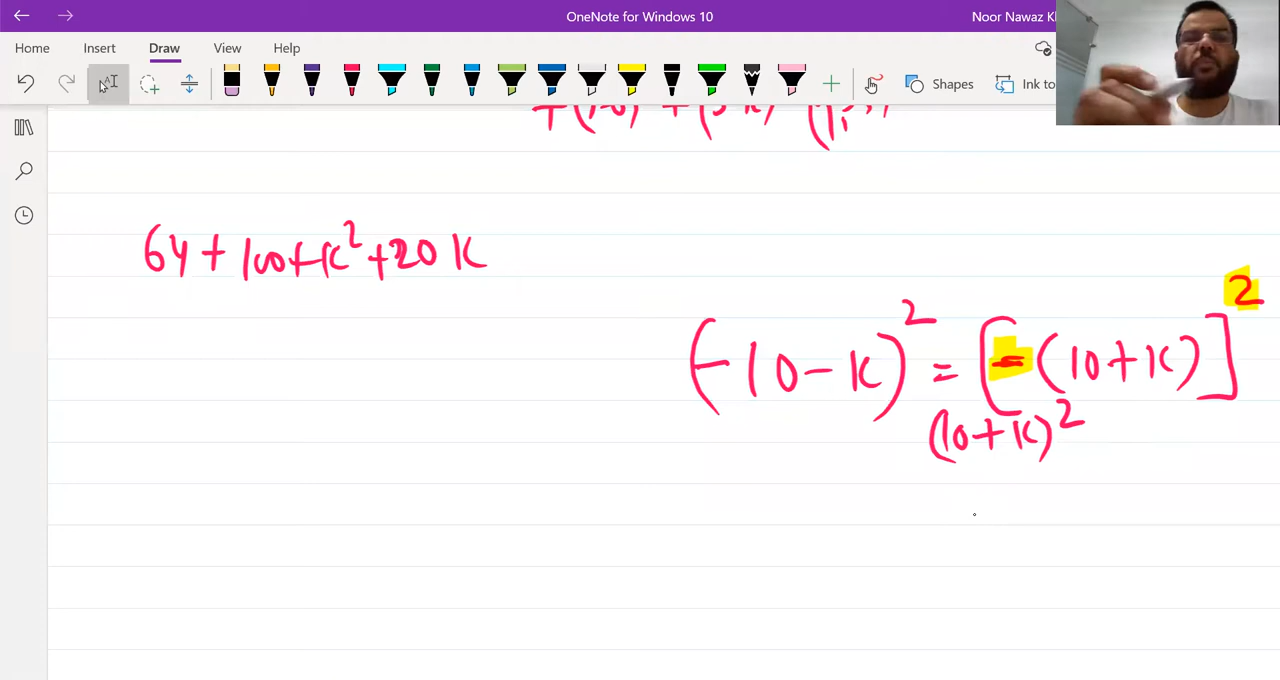 OneNote for Windows 10
Noor Nawaz Kh
Home Insert Draw View Help
Shapes
Ink to
64 + 100 + K² + 20 K
(-10 - K)² = [-(10 + K)]²
(10 + K)²